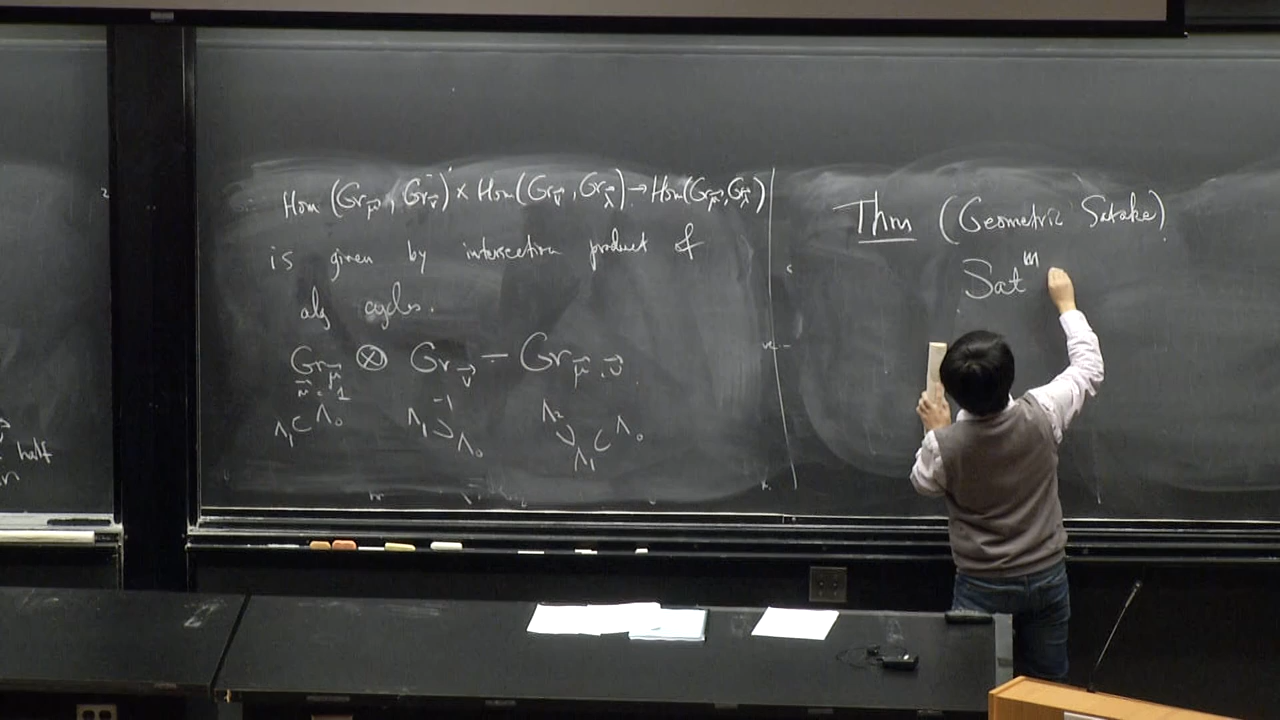 half
Hom (Gr_μ⃗, Gr_ν⃗) × Hom(Gr_ν⃗, Gr_λ⃗) → Hom(Gr_μ⃗, Gr_λ⃗)
is given by intersection product of
alg cycles.
Gr_μ⃗ ⊗ Gr_ν⃗ = Gr_μ⃗,ν⃗
Λ₁ ⊂ Λ₀
Λ₁ ⊃ Λ₀
Λ₂ ⊃ Λ₁ ⊂ Λ₀
Thm (Geometric Satake)
Sat^m